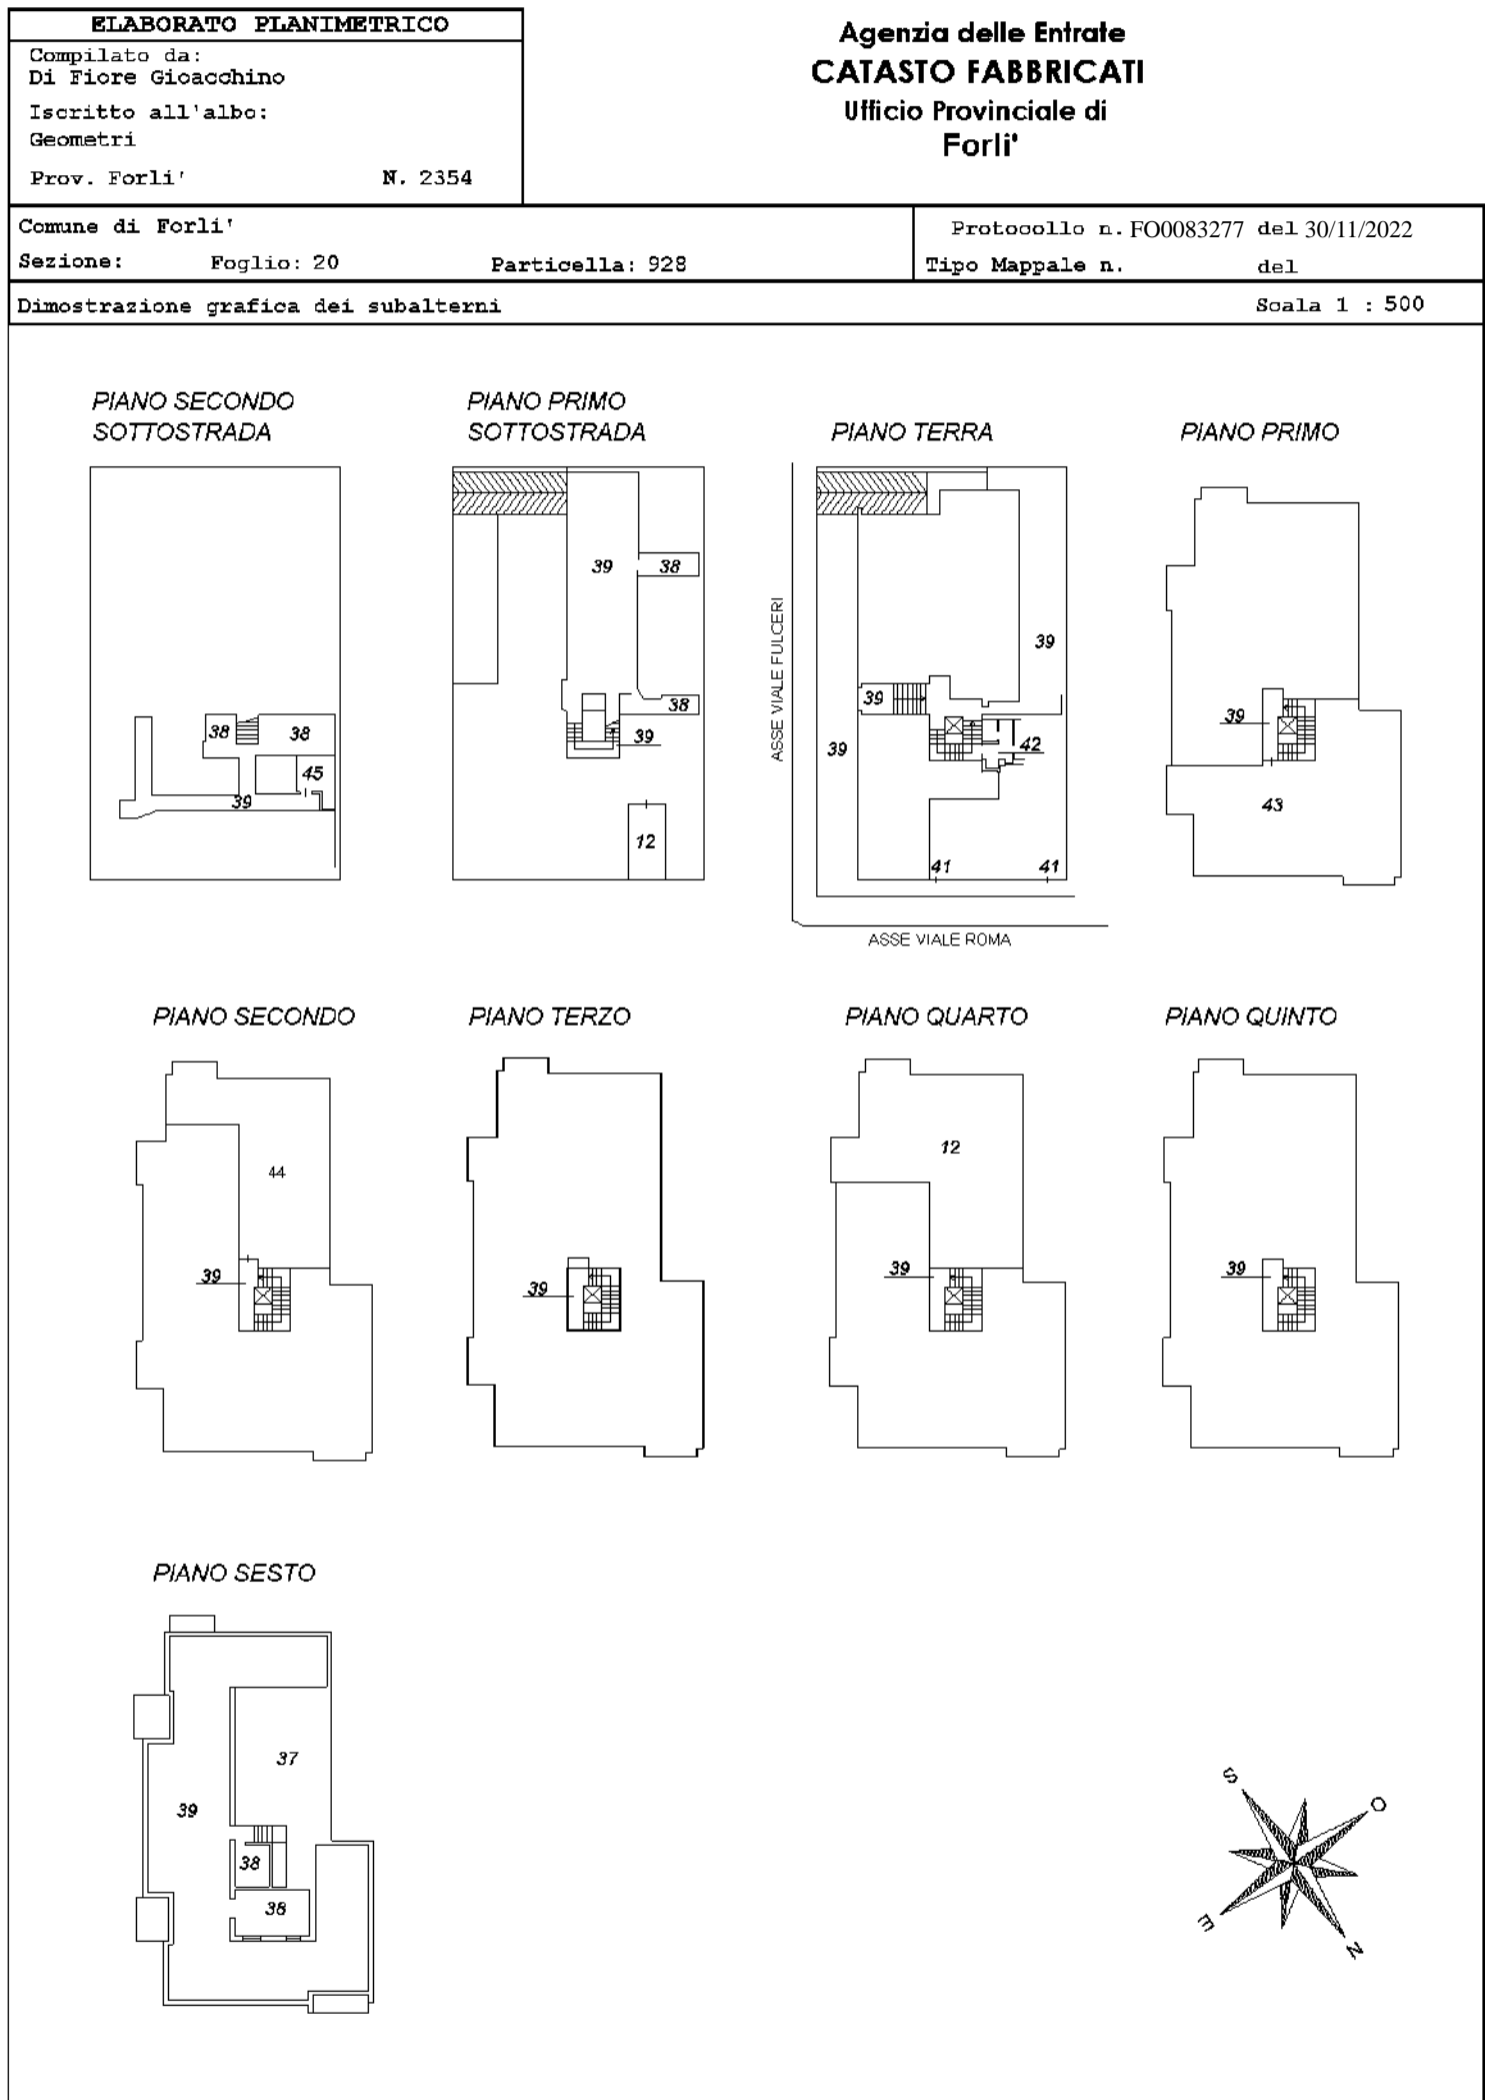 ELABORATO PLANIMETRICO
Compilato da:
Di Fiore Gioacchino
Iscritto all'albo:
Geometri
Prov. Forli' N. 2354
Agenzia delle Entrate
CATASTO FABBRICATI
Ufficio Provinciale di
Forli'
Comune di Forli'
Sezione: Foglio: 20 Particella: 928
Protocollo n. FO0083277 del 30/11/2022
Tipo Mappale n. del
Dimostrazione grafica dei subalterni Scala 1 : 500
PIANO SECONDO
SOTTOSTRADA
38
38
45
39
PIANO PRIMO
SOTTOSTRADA
39
38
38
39
12
PIANO TERRA
ASSE VIALE FULCERI
39
39
39
42
41
41
ASSE VIALE ROMA
PIANO PRIMO
39
43
PIANO SECONDO
44
39
PIANO TERZO
39
PIANO QUARTO
12
39
PIANO QUINTO
39
PIANO SESTO
37
39
38
38
S
O
E
N